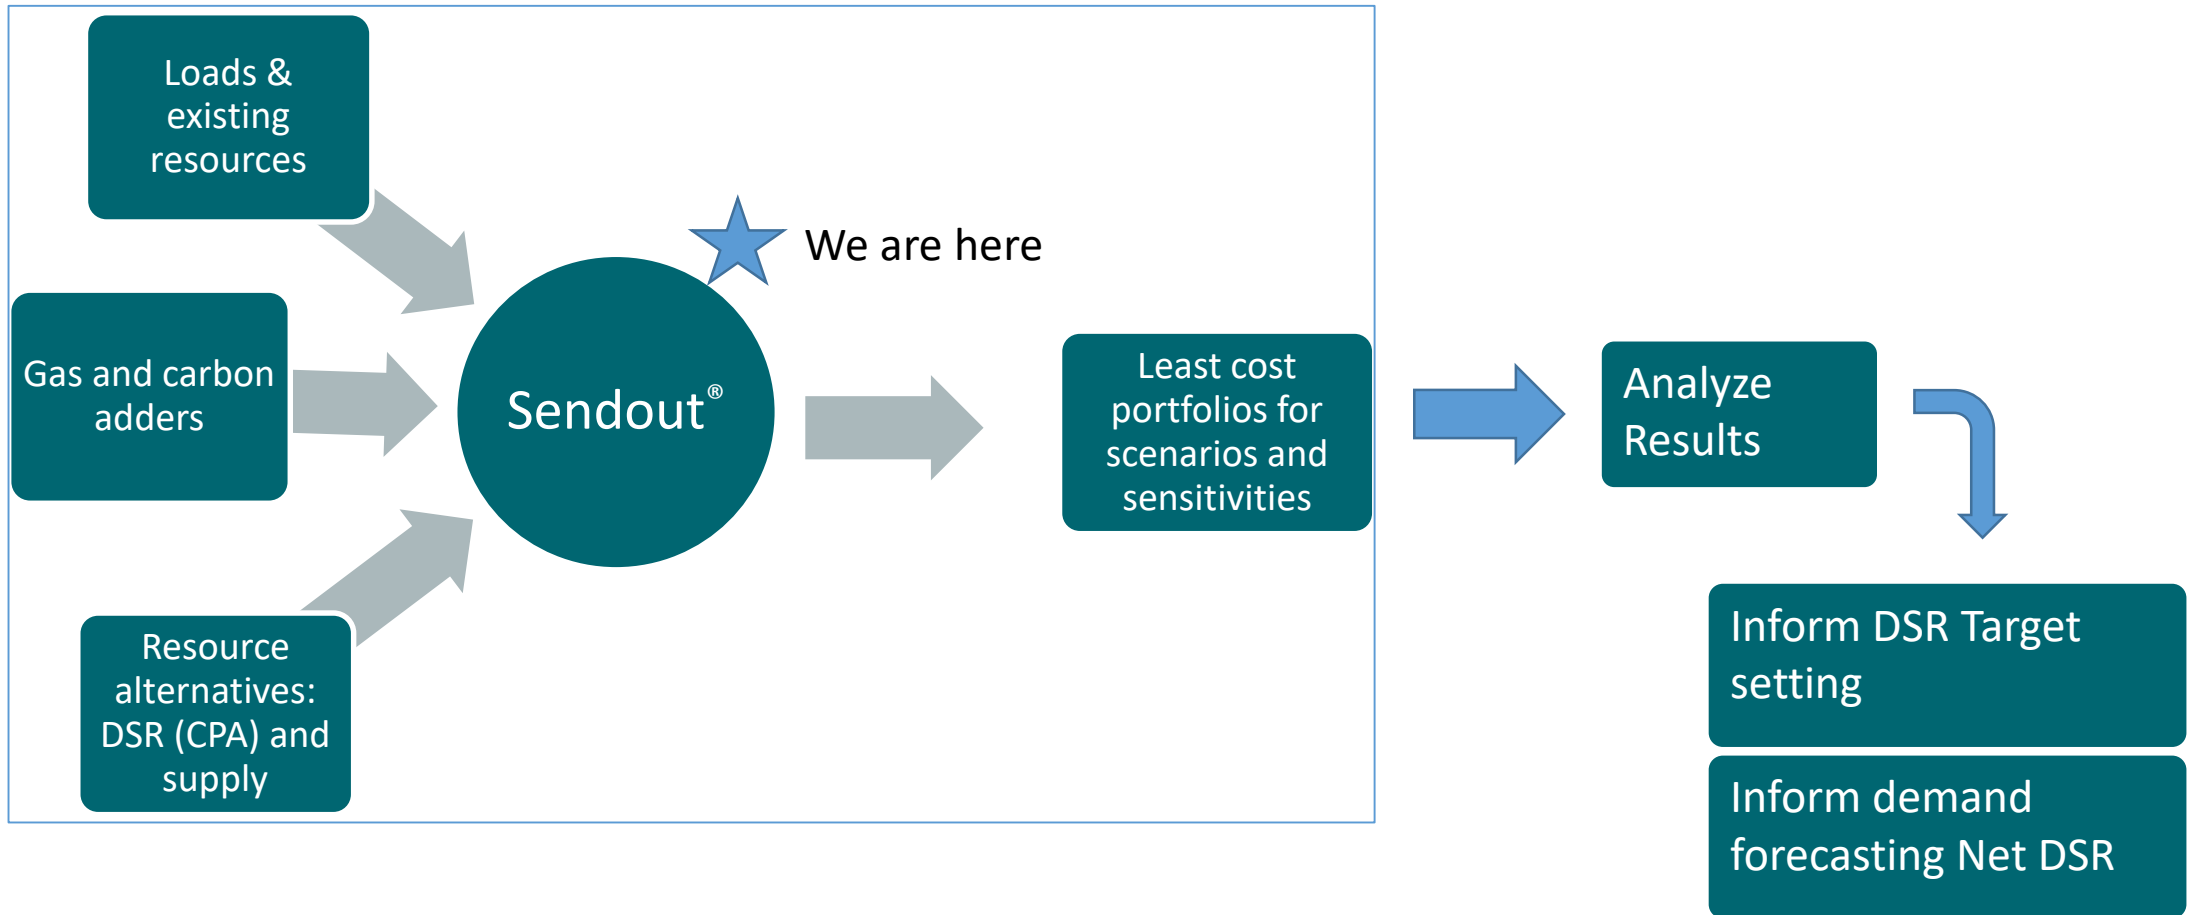 Loads &
existing
resources
We are here
Gas and carbon
adders
Sendout®
Least cost
portfolios for
scenarios and
sensitivities
Analyze
Results
Resource
alternatives:
DSR (CPA) and
supply
Inform DSR Target
setting
Inform demand
forecasting Net DSR